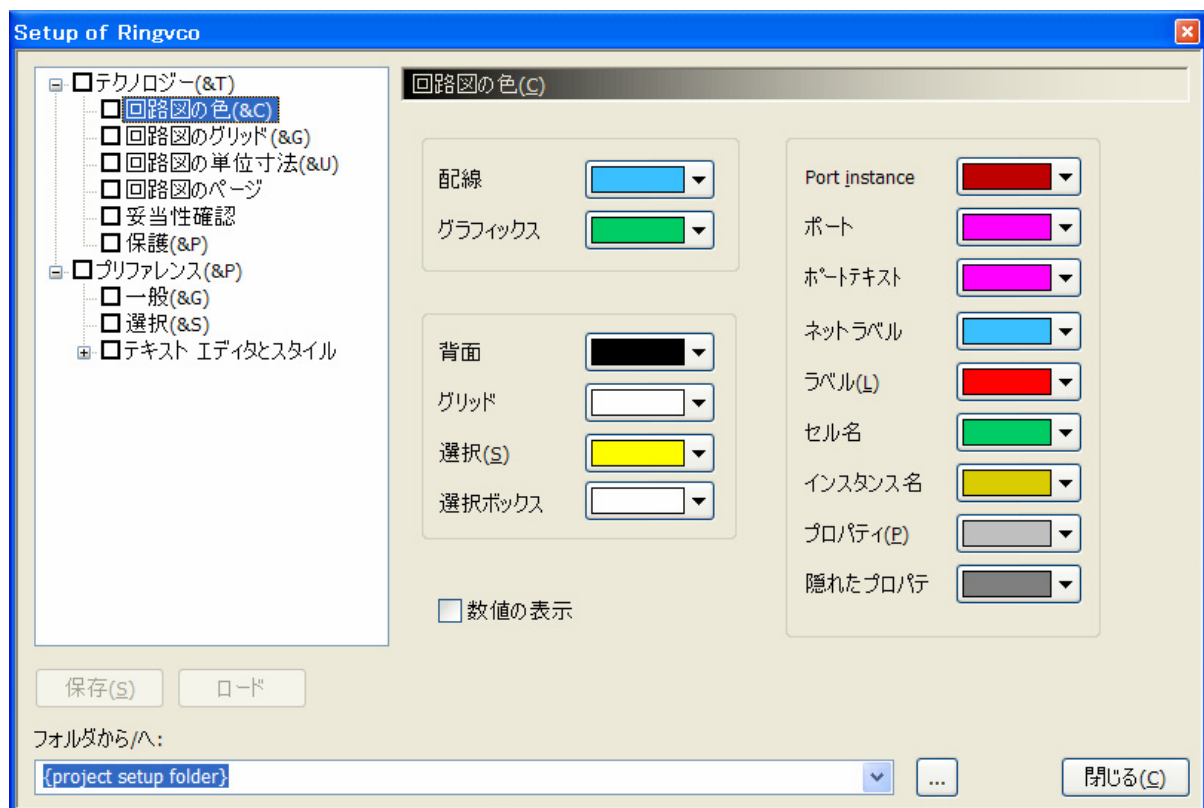 Setup of Ringvco
テクノロジー(&T)
回路図の色(&C)
回路図のグリッド(&G)
回路図の単位寸法(&U)
回路図のページ
妥当性確認
保護(&P)
プリファレンス(&P)
一般(&G)
選択(&S)
テキスト エディタとスタイル
回路図の色(C)
配線
グラフィックス
背面
グリッド
選択(S)
選択ボックス
数値の表示
Port instance
ポート
ポートテキスト
ネットラベル
ラベル(L)
セル名
インスタンス名
プロパティ(P)
隠れたプロパテ
保存(S)
ロード
フォルダから/へ:
{project setup folder}
...
閉じる(C)